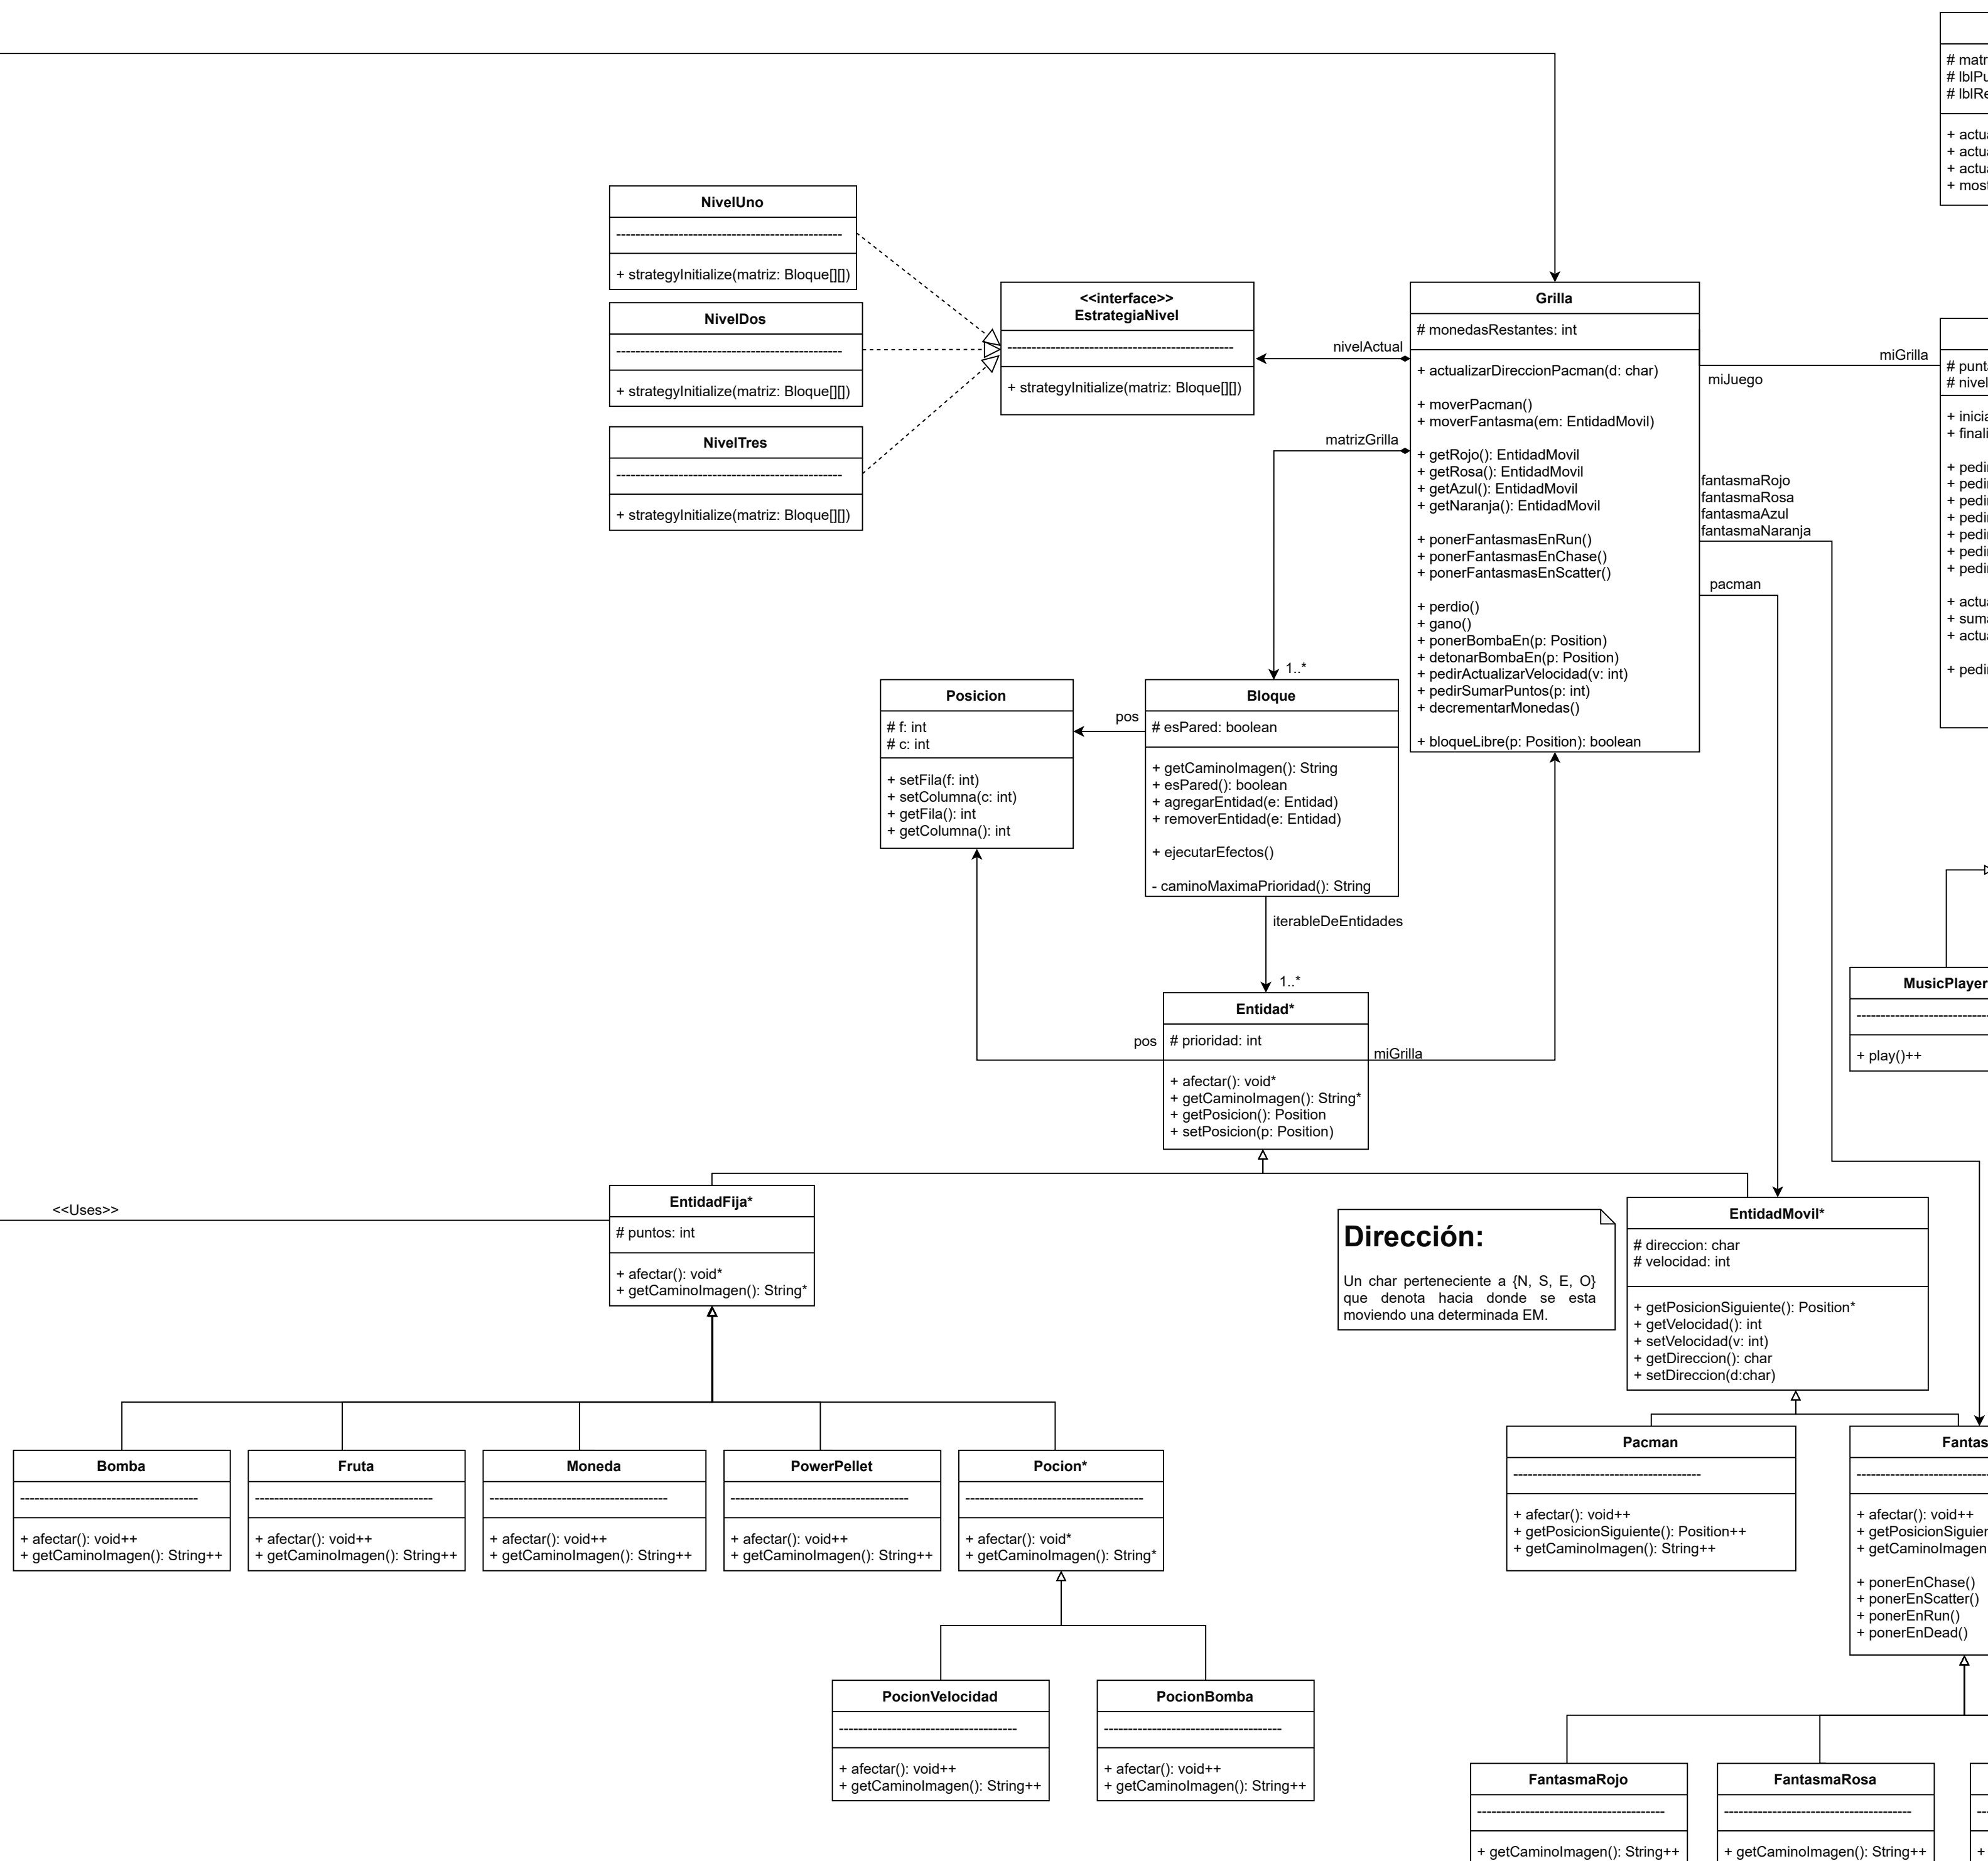 NivelUno
+ strategyInitialize(matriz: Bloque[][])
NivelDos
+ strategyInitialize(matriz: Bloque[][])
NivelTres
+ strategyInitialize(matriz: Bloque[][])
<<interface>>
EstrategiaNivel
+ strategyInitialize(matriz: Bloque[][])
nivelActual
matrizGrilla
1..*
Grilla
# monedasRestantes: int
+ actualizarDireccionPacman(d: char)
+ moverPacman()
+ moverFantasma(em: EntidadMovil)
+ getRojo(): EntidadMovil
+ getRosa(): EntidadMovil
+ getAzul(): EntidadMovil
+ getNaranja(): EntidadMovil
+ ponerFantasmasEnRun()
+ ponerFantasmasEnChase()
+ ponerFantasmasEnScatter()
+ perdio()
+ gano()
+ ponerBombaEn(p: Position)
+ detonarBombaEn(p: Position)
+ pedirActualizarVelocidad(v: int)
+ pedirSumarPuntos(p: int)
+ decrementarMonedas()
+ bloqueLibre(p: Position): boolean
miGrilla
miJuego
fantasmaRojo
fantasmaRosa
fantasmaAzul
fantasmaNaranja
pacman
Posicion
# f: int
# c: int
+ setFila(f: int)
+ setColumna(c: int)
+ getFila(): int
+ getColumna(): int
pos
Bloque
# esPared: boolean
+ getCaminoImagen(): String
+ esPared(): boolean
+ agregarEntidad(e: Entidad)
+ removerEntidad(e: Entidad)
+ ejecutarEfectos()
- caminoMaximaPrioridad(): String
iterableDeEntidades
1..*
Entidad*
# prioridad: int
+ afectar(): void*
+ getCaminoImagen(): String*
+ getPosicion(): Position
+ setPosicion(p: Position)
pos
miGrilla
MusicPlayer
+ play()++
<<Uses>>
EntidadFija*
# puntos: int
+ afectar(): void*
+ getCaminoImagen(): String*
Dirección:
Un char perteneciente a {N, S, E, O}
que denota hacia donde se esta
moviendo una determinada EM.
EntidadMovil*
# direccion: char
# velocidad: int
+ getPosicionSiguiente(): Position*
+ getVelocidad(): int
+ setVelocidad(v: int)
+ getDireccion(): char
+ setDireccion(d:char)
Bomba
+ afectar(): void++
+ getCaminoImagen(): String++
Fruta
+ afectar(): void++
+ getCaminoImagen(): String++
Moneda
+ afectar(): void++
+ getCaminoImagen(): String++
PowerPellet
+ afectar(): void++
+ getCaminoImagen(): String++
Pocion*
+ afectar(): void*
+ getCaminoImagen(): String*
Pacman
+ afectar(): void++
+ getPosicionSiguiente(): Position++
+ getCaminoImagen(): String++
+ afectar(): void++
+ getCaminoImagen
+ ponerEnChase()
+ ponerEnScatter()
+ ponerEnRun()
+ ponerEnDead()
PocionVelocidad
+ afectar(): void++
+ getCaminoImagen(): String++
PocionBomba
+ afectar(): void++
+ getCaminoImagen(): String++
FantasmaRojo
+ getCaminoImagen(): String++
FantasmaRosa
+ getCaminoImagen(): String++